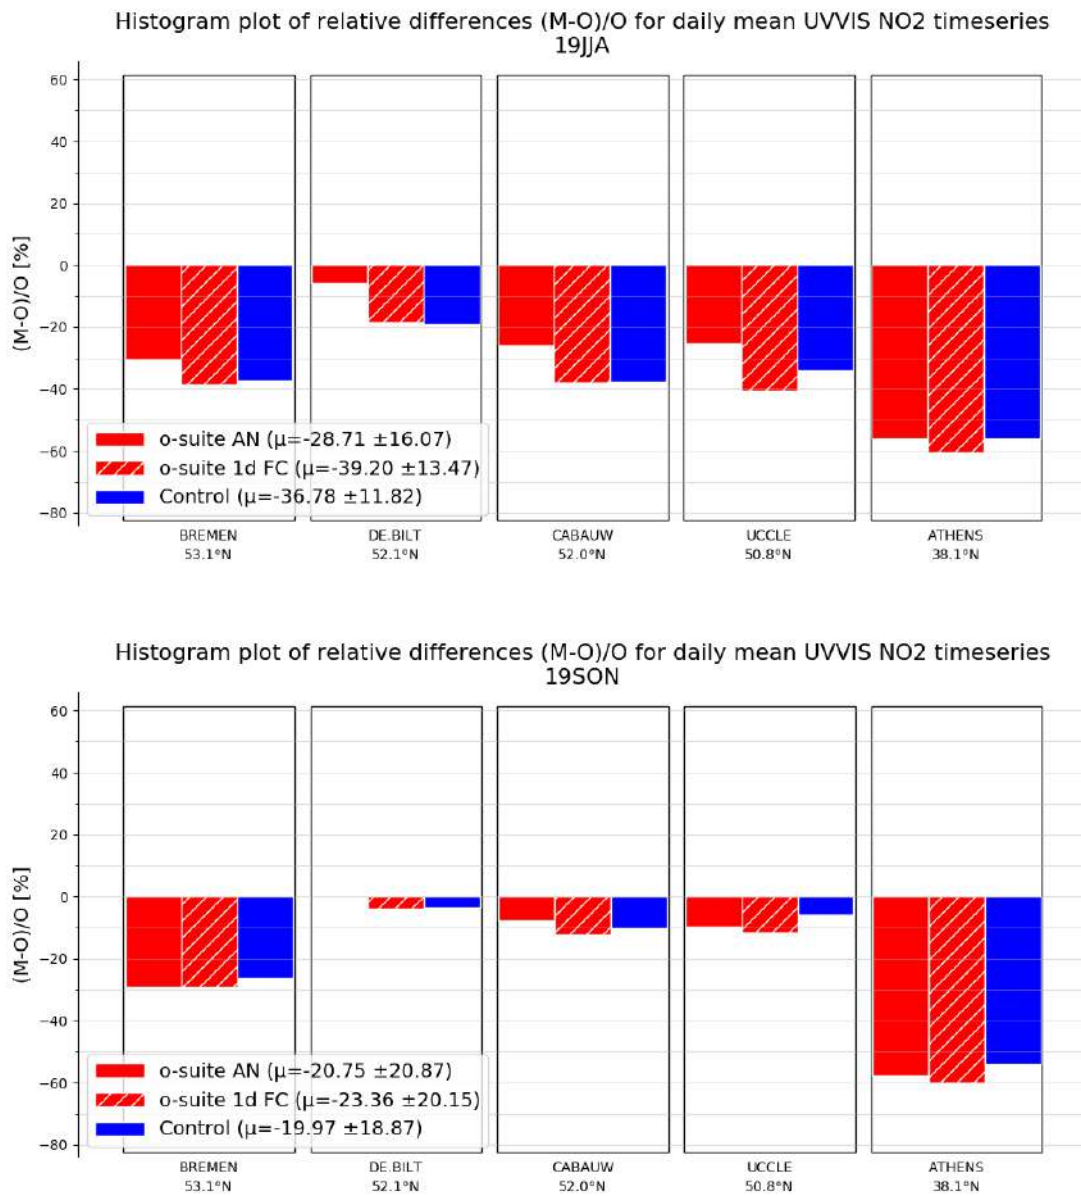 Histogram plot of relative differences (M-O)/O for daily mean UVVIS NO2 timeseries
19JJA
60
40
20
0
−20
−40
−60
−80
(M-O)/O [%]
o-suite AN (μ=-28.71 ±16.07)
o-suite 1d FC (μ=-39.20 ±13.47)
Control (μ=-36.78 ±11.82)
BREMEN
53.1°N
DE.BILT
52.1°N
CABAUW
52.0°N
UCCLE
50.8°N
ATHENS
38.1°N
Histogram plot of relative differences (M-O)/O for daily mean UVVIS NO2 timeseries
19SON
60
40
20
0
−20
−40
−60
−80
(M-O)/O [%]
o-suite AN (μ=-20.75 ±20.87)
o-suite 1d FC (μ=-23.36 ±20.15)
Control (μ=-19.97 ±18.87)
BREMEN
53.1°N
DE.BILT
52.1°N
CABAUW
52.0°N
UCCLE
50.8°N
ATHENS
38.1°N